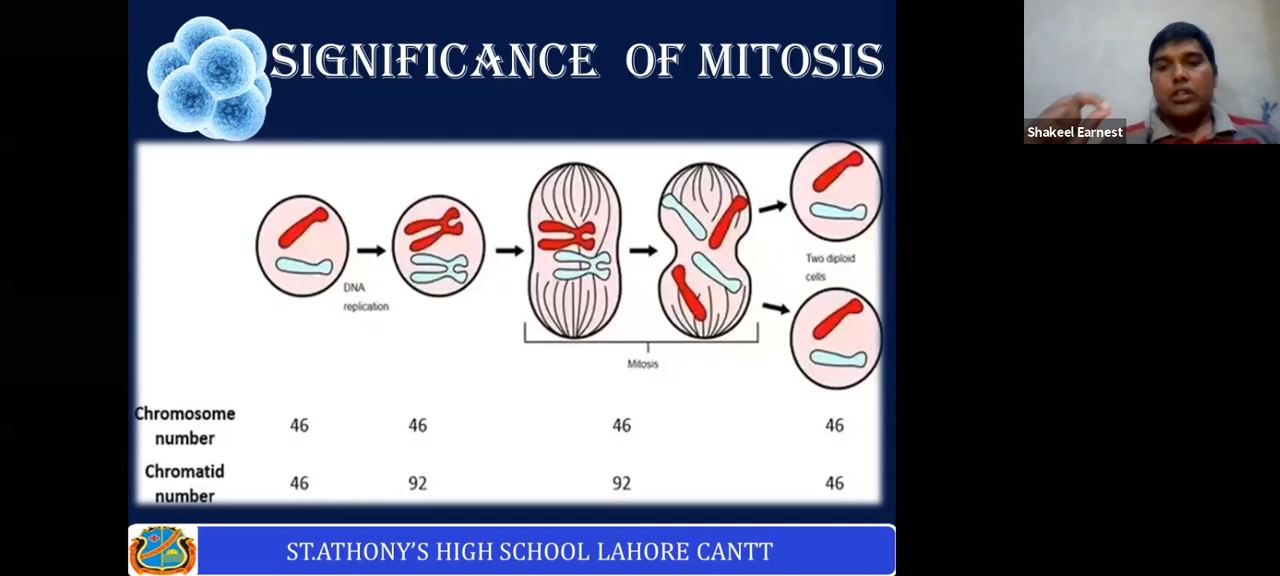 SIGNIFICANCE OF MITOSIS
Shakeel Earnest
DNA
replication
Two diploid
cells
Mitosis
Chromosome
number
46 46 46 46
Chromatid
number
46 92 92 46
ST.ATHONY'S HIGH SCHOOL LAHORE CANTT